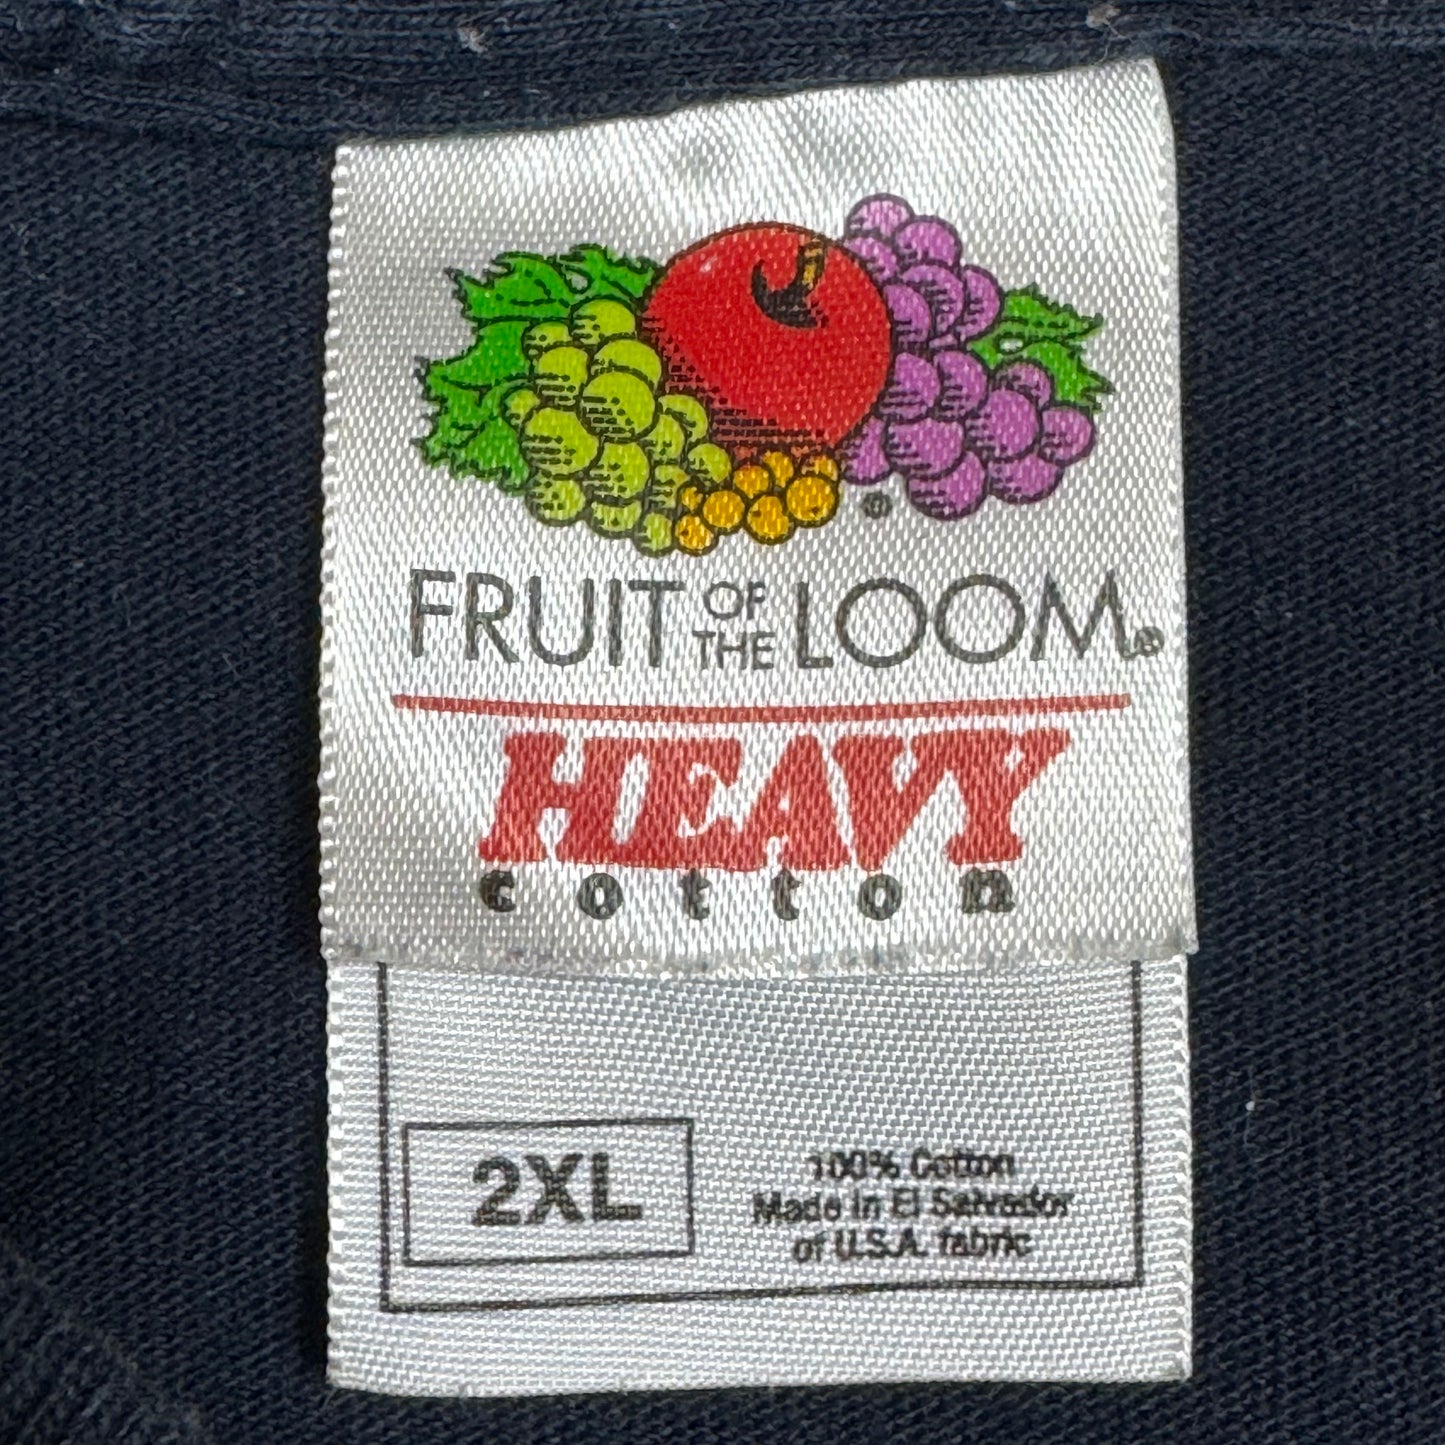 FRUIT OF THE LOOM®
HEAVY
cotton
2XL
100% Cotton
Made in El Salvador
of U.S.A. fabric